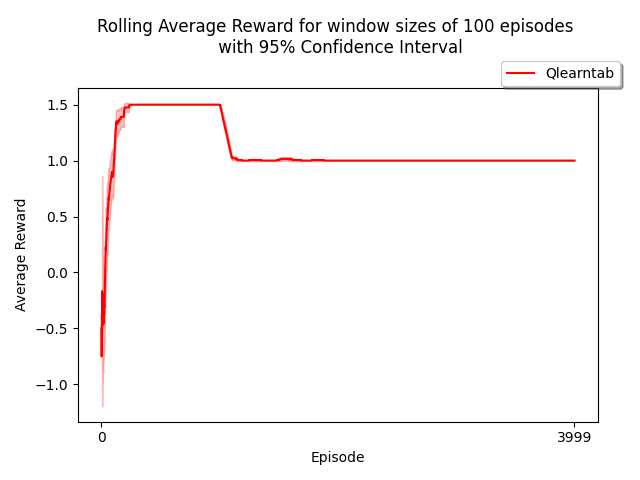 Rolling Average Reward for window sizes of 100 episodes
with 95% Confidence Interval
Qlearntab
1.5
1.0
0.5
0.0
−0.5
−1.0
Average Reward
0
3999
Episode